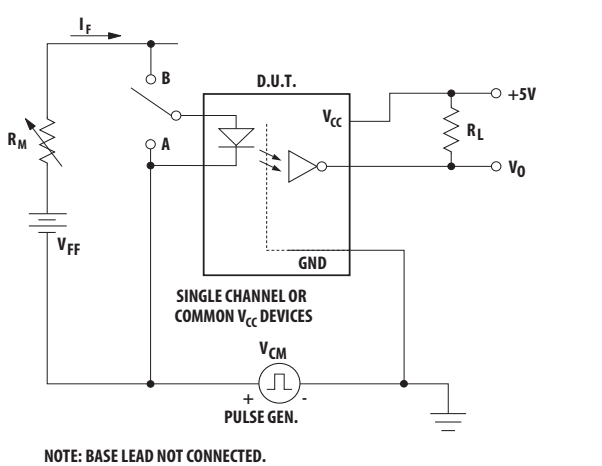 IF
B
D.U.T.
+5V
VCC
RL
RM
A
VO
VFF
GND
SINGLE CHANNEL OR
COMMON VCC DEVICES
VCM
+
-
PULSE GEN.
NOTE: BASE LEAD NOT CONNECTED.